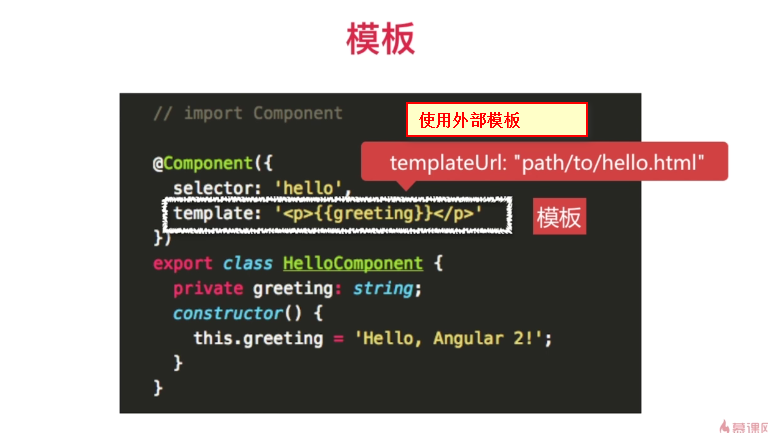 模板
// import Component
使用外部模板
@Component({
templateUrl: "path/to/hello.html"
selector: 'hello',
template: '<p>{{greeting}}</p>'
模板
})
export class HelloComponent {
private greeting: string;
constructor() {
this.greeting = 'Hello, Angular 2!';
}
}
慕课网